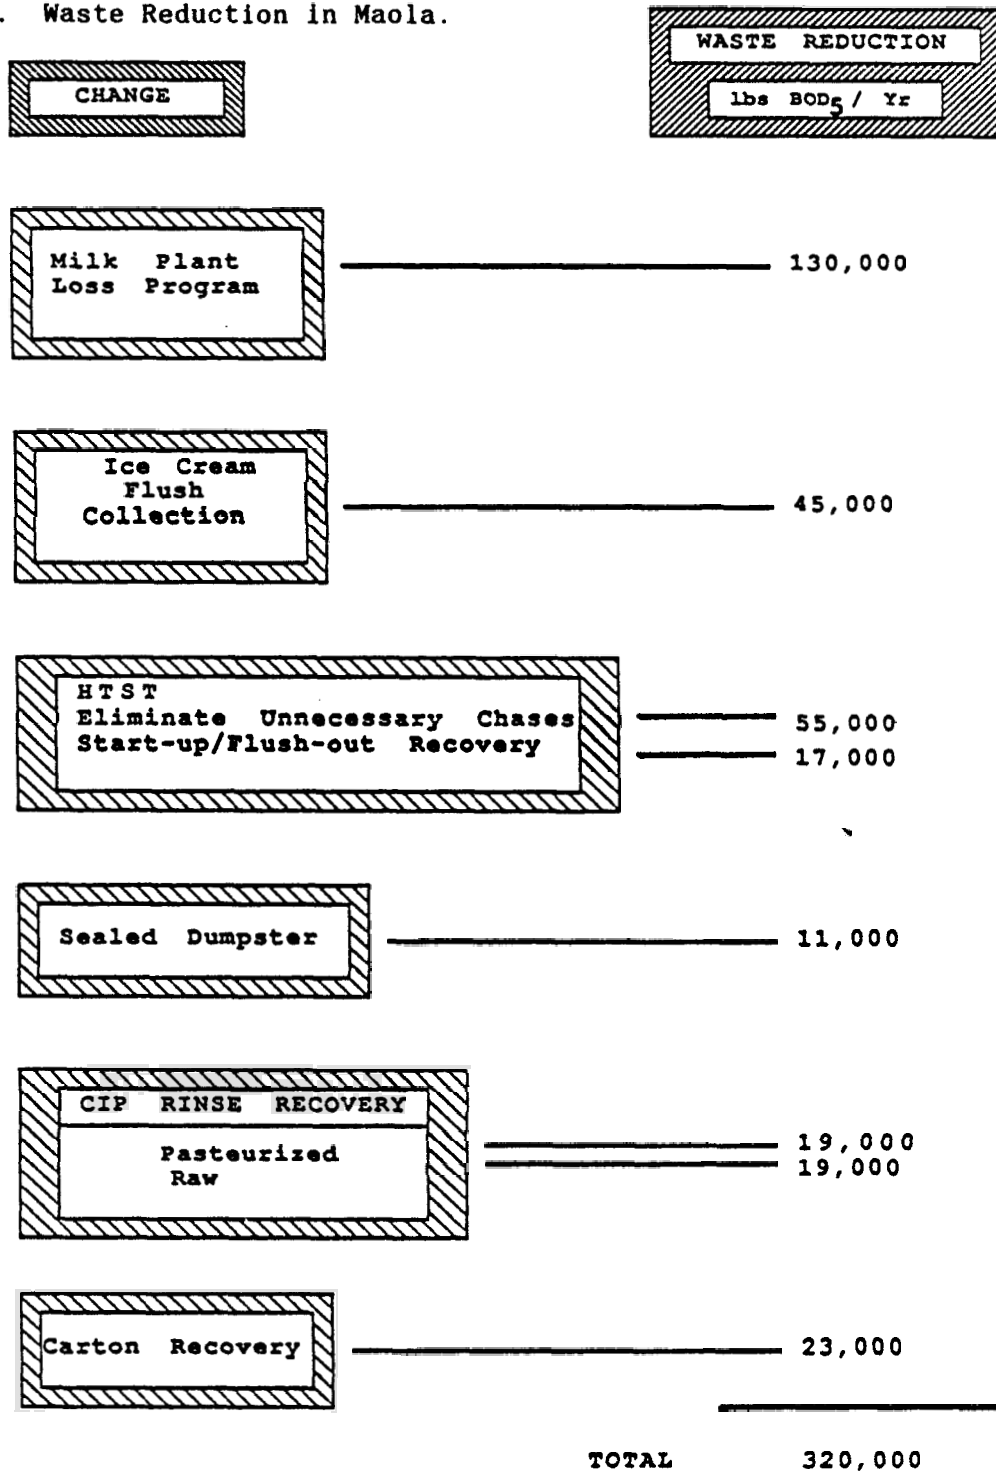 . Waste Reduction in Maola.
WASTE REDUCTION
lbs BOD5 / Yr
CHANGE
Milk Plant
Loss Program
130,000
Ice Cream
Flush
Collection
45,000
HTST
Eliminate Unnecessary Chases
55,000
Start-up/Flush-out Recovery
17,000
Sealed Dumpster
11,000
CIP RINSE RECOVERY
Pasteurized
19,000
Raw
19,000
Carton Recovery
23,000
TOTAL 320,000